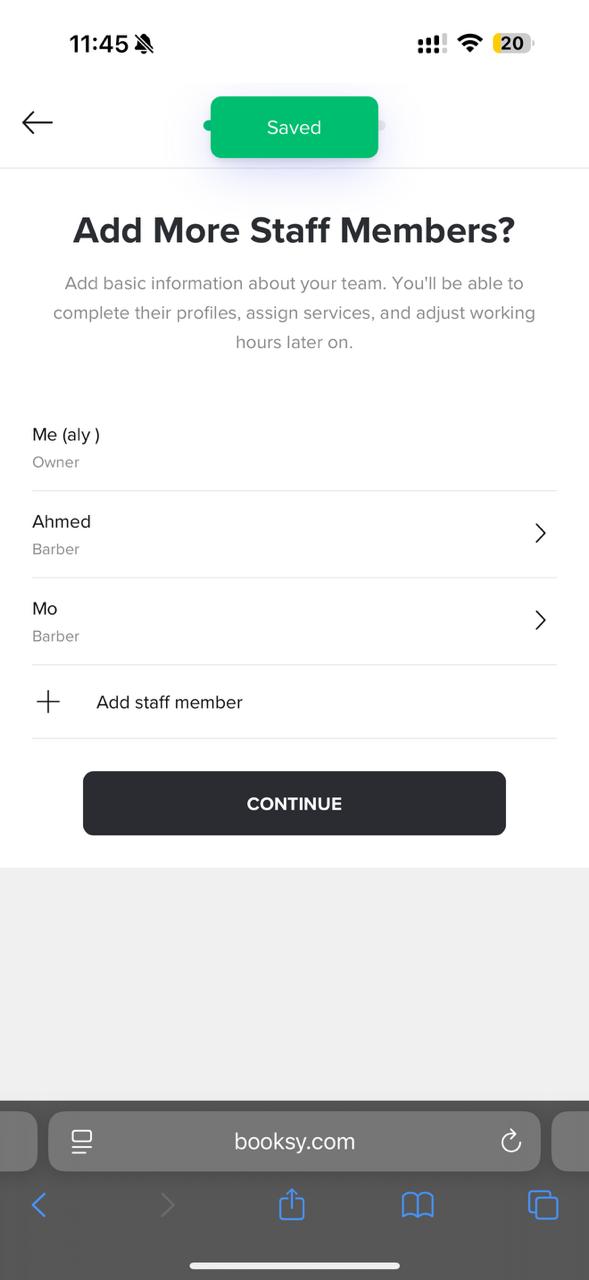 11:45
20
Saved
Add More Staff Members?
Add basic information about your team. You'll be able to
complete their profiles, assign services, and adjust working
hours later on.
Me (aly )
Owner
Ahmed
Barber
Mo
Barber
Add staff member
CONTINUE
booksy.com